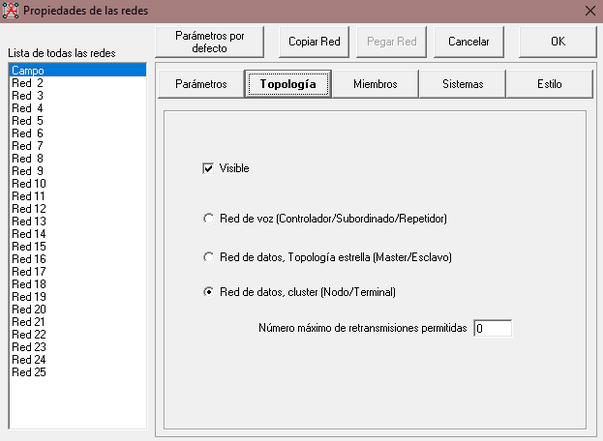 Propiedades de las redes
Lista de todas las redes
Parámetros por
defecto
Copiar Red
Pegar Red
Cancelar
OK
Campo
Red 2
Red 3
Red 4
Red 5
Red 6
Red 7
Red 8
Red 9
Red 10
Red 11
Red 12
Red 13
Red 14
Red 15
Red 16
Red 17
Red 18
Red 19
Red 20
Red 21
Red 22
Red 23
Red 24
Red 25
Parámetros
Topología
Miembros
Sistemas
Estilo
Visible
Red de voz (Controlador/Subordinado/Repetidor)
Red de datos, Topología estrella (Master/Esclavo)
Red de datos, cluster (Nodo/Terminal)
Número máximo de retransmisiones permitidas 0